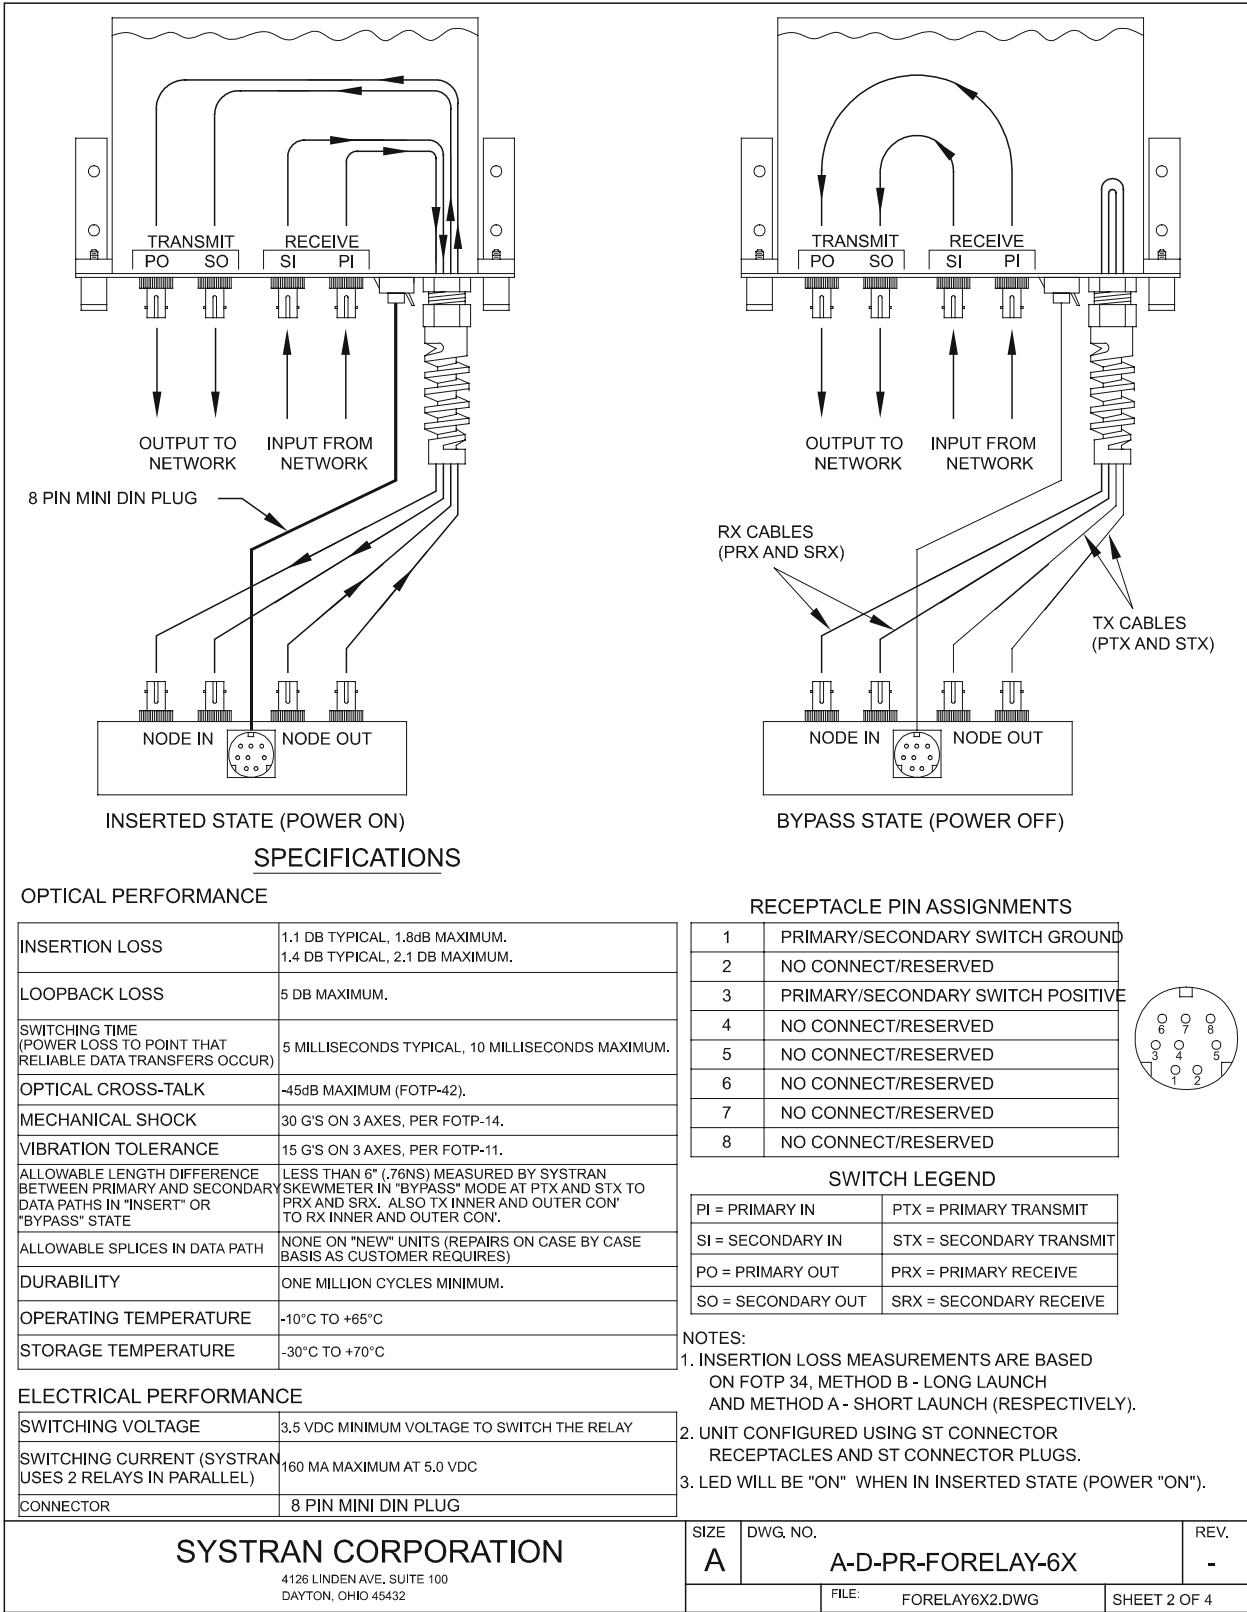 TRANSMIT RECEIVE
PO SO SI PI
OUTPUT TO NETWORK
INPUT FROM NETWORK
8 PIN MINI DIN PLUG
NODE IN NODE OUT
INSERTED STATE (POWER ON)
TRANSMIT RECEIVE
PO SO SI PI
OUTPUT TO NETWORK
INPUT FROM NETWORK
RX CABLES
(PRX AND SRX)
TX CABLES
(PTX AND STX)
NODE IN NODE OUT
BYPASS STATE (POWER OFF)
SPECIFICATIONS
OPTICAL PERFORMANCE
INSERTION LOSS
1.1 DB TYPICAL, 1.8dB MAXIMUM.
1.4 DB TYPICAL, 2.1 DB MAXIMUM.
LOOPBACK LOSS
5 DB MAXIMUM.
SWITCHING TIME
(POWER LOSS TO POINT THAT
RELIABLE DATA TRANSFERS OCCUR)
5 MILLISECONDS TYPICAL, 10 MILLISECONDS MAXIMUM.
OPTICAL CROSS-TALK
-45dB MAXIMUM (FOTP-42).
MECHANICAL SHOCK
30 G'S ON 3 AXES, PER FOTP-14.
VIBRATION TOLERANCE
15 G'S ON 3 AXES, PER FOTP-11.
ALLOWABLE LENGTH DIFFERENCE
BETWEEN PRIMARY AND SECONDARY
DATA PATHS IN "INSERT" OR
"BYPASS" STATE
LESS THAN 6" (.76NS) MEASURED BY SYSTRAN
SKEWMETER IN "BYPASS" MODE AT PTX AND STX TO
PRX AND SRX. ALSO TX INNER AND OUTER CON'
TO RX INNER AND OUTER CON'.
ALLOWABLE SPLICES IN DATA PATH
NONE ON "NEW" UNITS (REPAIRS ON CASE BY CASE
BASIS AS CUSTOMER REQUIRES)
DURABILITY
ONE MILLION CYCLES MINIMUM.
OPERATING TEMPERATURE
-10°C TO +65°C
STORAGE TEMPERATURE
-30°C TO +70°C
ELECTRICAL PERFORMANCE
SWITCHING VOLTAGE
3.5 VDC MINIMUM VOLTAGE TO SWITCH THE RELAY
SWITCHING CURRENT (SYSTRAN
USES 2 RELAYS IN PARALLEL)
160 MA MAXIMUM AT 5.0 VDC
CONNECTOR
8 PIN MINI DIN PLUG
RECEPTACLE PIN ASSIGNMENTS
1 PRIMARY/SECONDARY SWITCH GROUND
2 NO CONNECT/RESERVED
3 PRIMARY/SECONDARY SWITCH POSITIVE
4 NO CONNECT/RESERVED
5 NO CONNECT/RESERVED
6 NO CONNECT/RESERVED
7 NO CONNECT/RESERVED
8 NO CONNECT/RESERVED
6 7 8
3 4 5
1 2
SWITCH LEGEND
PI = PRIMARY IN PTX = PRIMARY TRANSMIT
SI = SECONDARY IN STX = SECONDARY TRANSMIT
PO = PRIMARY OUT PRX = PRIMARY RECEIVE
SO = SECONDARY OUT SRX = SECONDARY RECEIVE
NOTES:
1. INSERTION LOSS MEASUREMENTS ARE BASED
ON FOTP 34, METHOD B - LONG LAUNCH
AND METHOD A - SHORT LAUNCH (RESPECTIVELY).
2. UNIT CONFIGURED USING ST CONNECTOR
RECEPTACLES AND ST CONNECTOR PLUGS.
3. LED WILL BE "ON" WHEN IN INSERTED STATE (POWER "ON").
SYSTRAN CORPORATION
4126 LINDEN AVE. SUITE 100
DAYTON, OHIO 45432
SIZE
A
DWG. NO.
A-D-PR-FORELAY-6X
REV.
-
FILE: FORELAY6X2.DWG
SHEET 2 OF 4